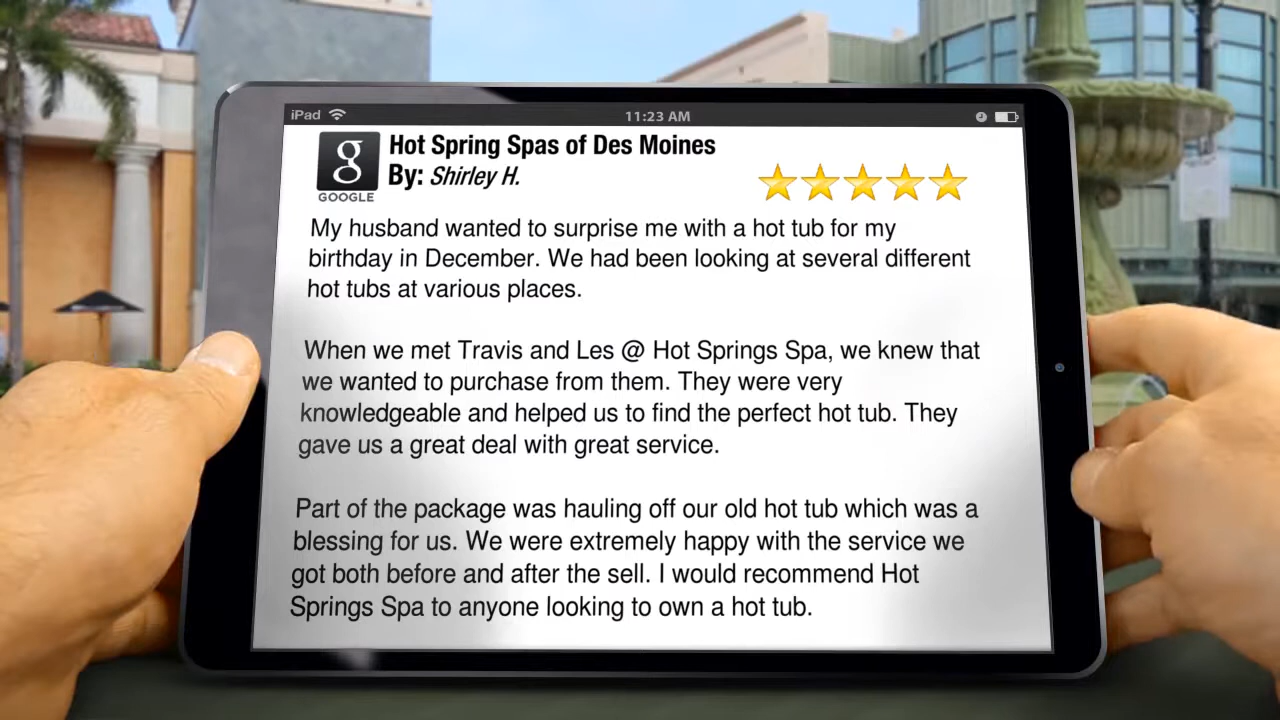 iPad
11:23 AM
g
GOOGLE
Hot Spring Spas of Des Moines
By: Shirley H.
My husband wanted to surprise me with a hot tub for my
birthday in December. We had been looking at several different
hot tubs at various places.
When we met Travis and Les @ Hot Springs Spa, we knew that
we wanted to purchase from them. They were very
knowledgeable and helped us to find the perfect hot tub. They
gave us a great deal with great service.
Part of the package was hauling off our old hot tub which was a
blessing for us. We were extremely happy with the service we
got both before and after the sell. I would recommend Hot
Springs Spa to anyone looking to own a hot tub.